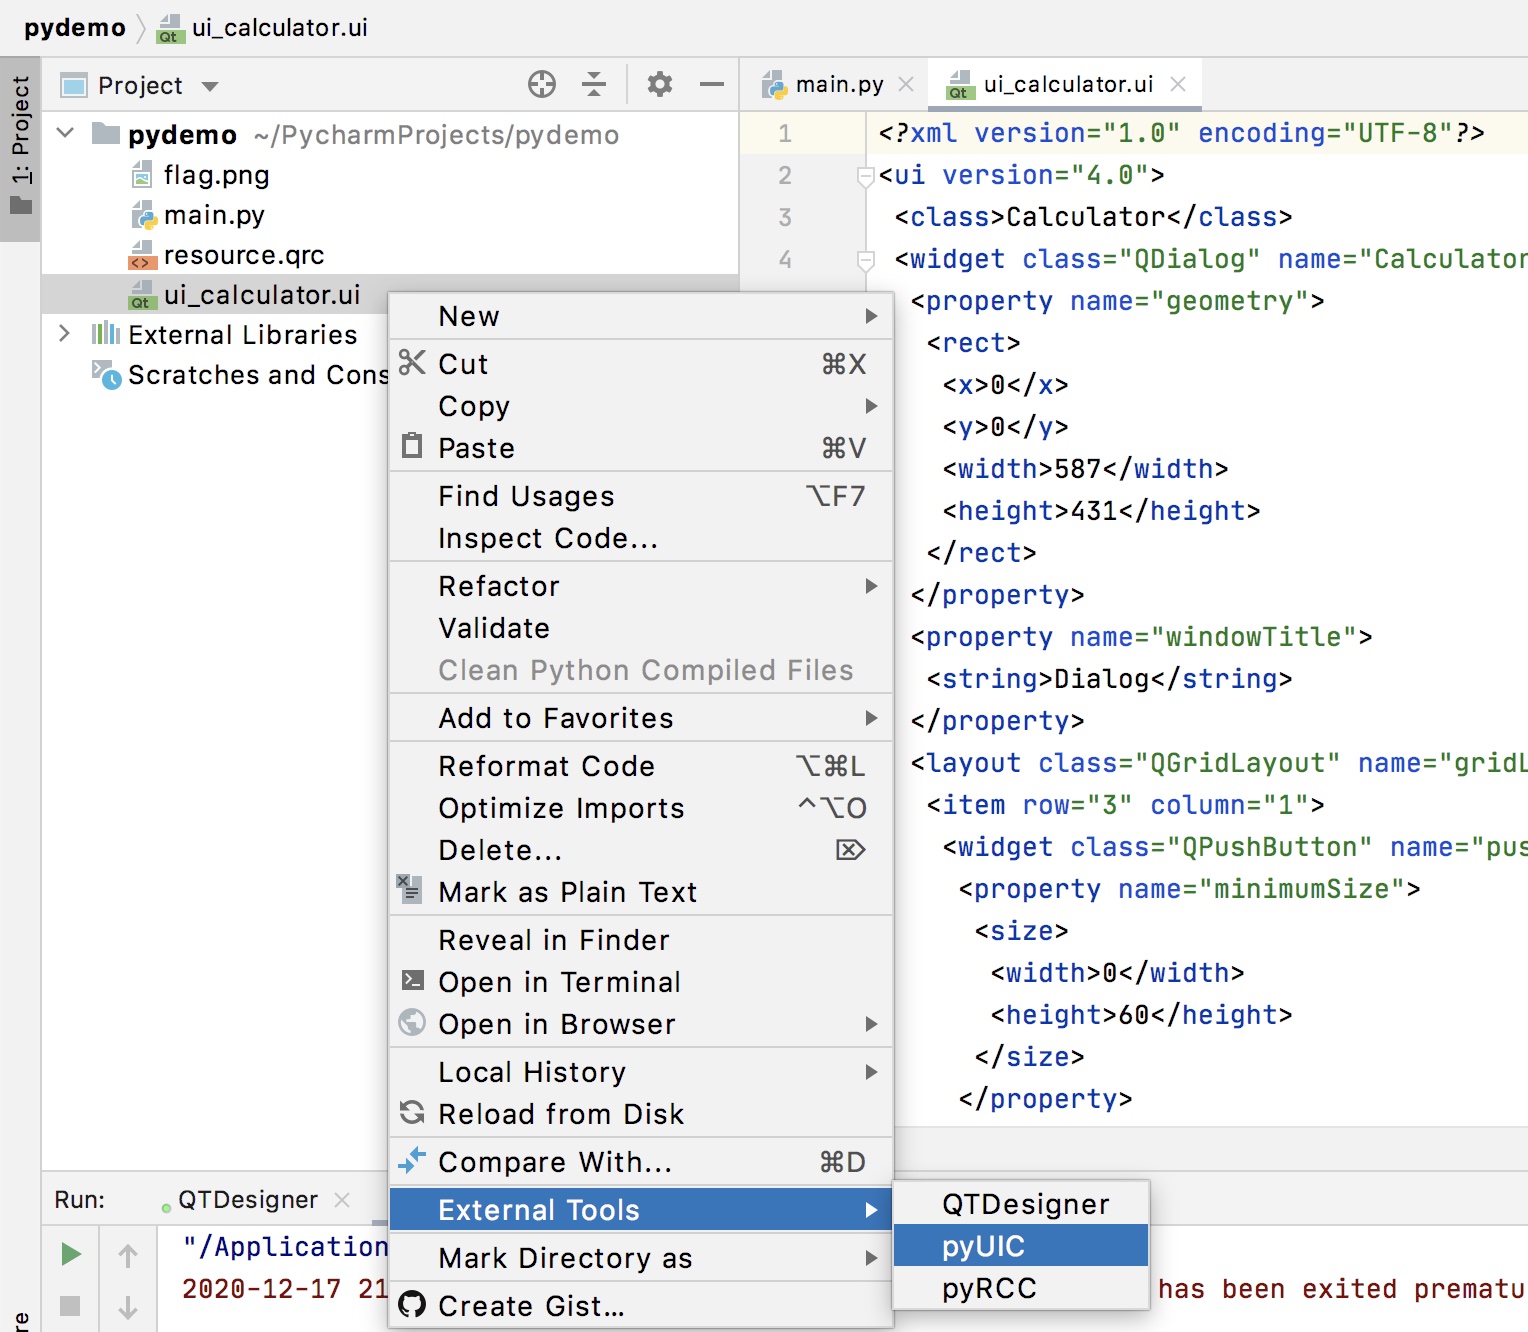 pydemo ui_calculator.ui
1: Project
Project
main.py
ui_calculator.ui
pydemo ~/PycharmProjects/pydemo
flag.png
main.py
resource.qrc
ui_calculator.ui
External Libraries
Scratches and Cons
1 <?xml version="1.0" encoding="UTF-8"?>
2 <ui version="4.0">
3 <class>Calculator</class>
4 <widget class="QDialog" name="Calculator
<property name="geometry">
<rect>
<x>0</x>
<y>0</y>
<width>587</width>
<height>431</height>
</rect>
</property>
<property name="windowTitle">
<string>Dialog</string>
</property>
<layout class="QGridLayout" name="gridL
<item row="3" column="1">
<widget class="QPushButton" name="pus
<property name="minimumSize">
<size>
<width>0</width>
<height>60</height>
</size>
</property>
New
Cut ⌘X
Copy
Paste ⌘V
Find Usages ⌥F7
Inspect Code...
Refactor
Validate
Clean Python Compiled Files
Add to Favorites
Reformat Code ⌥⌘L
Optimize Imports ^⌥O
Delete... ⌦
Mark as Plain Text
Reveal in Finder
Open in Terminal
Open in Browser
Local History
Reload from Disk
Compare With... ⌘D
External Tools
Mark Directory as
Create Gist...
QTDesigner
pyUIC
pyRCC
Run: QTDesigner
"/Application
2020-12-17 21 has been exited prematu
re